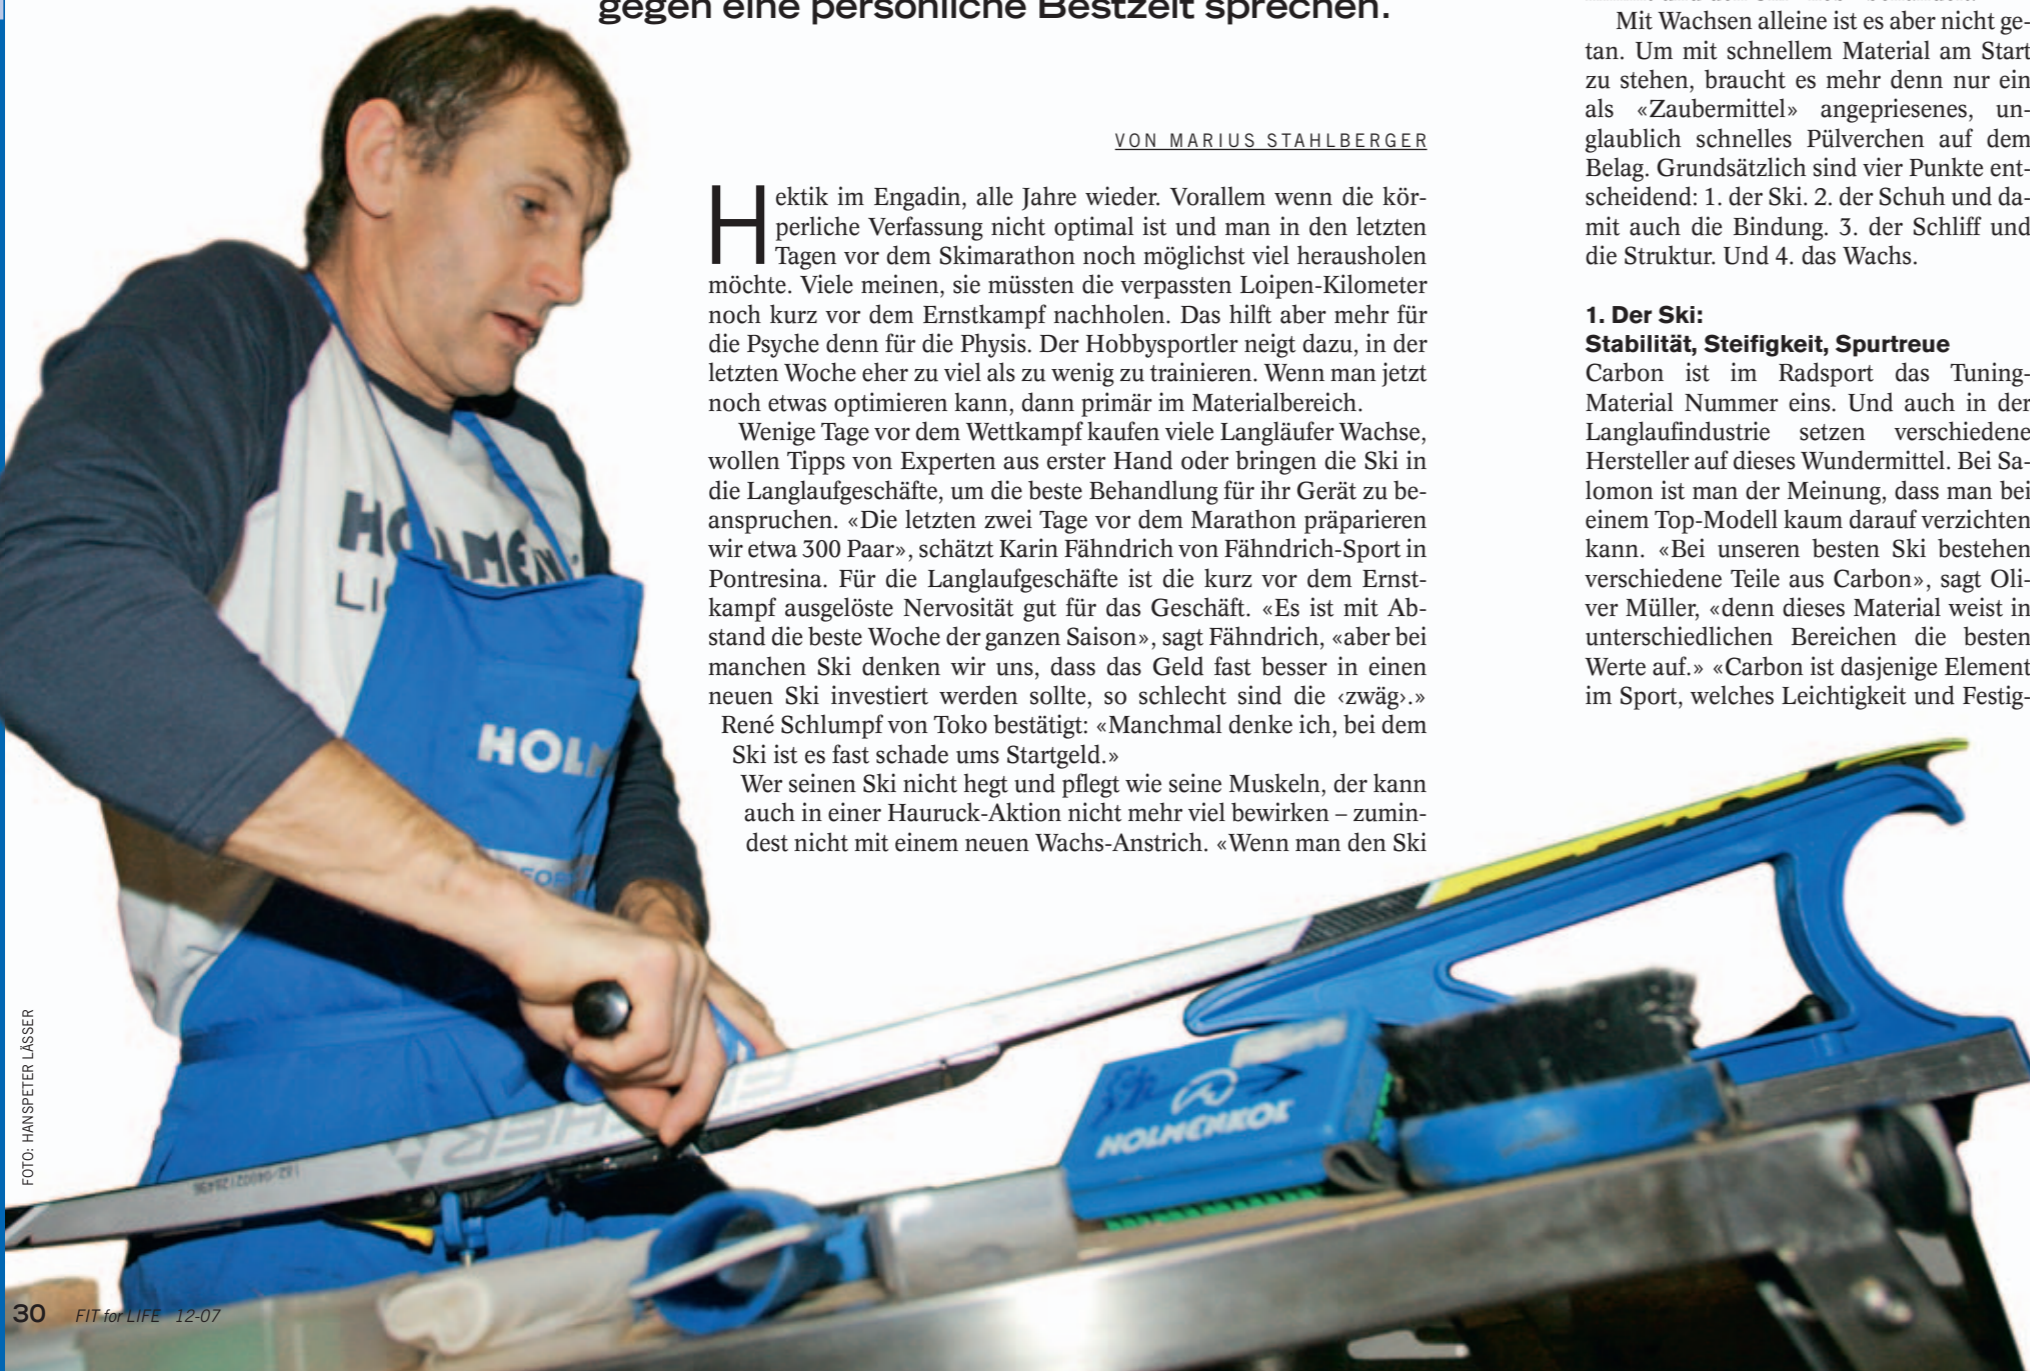 gegen eine persönliche Bestzeit sprechen.
VON MARIUS STAHLBERGER
Hektik im Engadin, alle Jahre wieder. Vorallem wenn die kör-
perliche Verfassung nicht optimal ist und man in den letzten
Tagen vor dem Skimarathon noch möglichst viel herausholen
möchte. Viele meinen, sie müssten die verpassten Loipen-Kilometer
noch kurz vor dem Ernstkampf nachholen. Das hilft aber mehr für
die Psyche denn für die Physis. Der Hobbysportler neigt dazu, in der
letzten Woche eher zu viel als zu wenig zu trainieren. Wenn man jetzt
noch etwas optimieren kann, dann primär im Materialbereich.
Wenige Tage vor dem Wettkampf kaufen viele Langläufer Wachse,
wollen Tipps von Experten aus erster Hand oder bringen die Ski in
die Langlaufgeschäfte, um die beste Behandlung für ihr Gerät zu be-
anspruchen. «Die letzten zwei Tage vor dem Marathon präparieren
wir etwa 300 Paar», schätzt Karin Fähndrich von Fähndrich-Sport in
Pontresina. Für die Langlaufgeschäfte ist die kurz vor dem Ernst-
kampf ausgelöste Nervosität gut für das Geschäft. «Es ist mit Ab-
stand die beste Woche der ganzen Saison», sagt Fähndrich, «aber bei
manchen Ski denken wir uns, dass das Geld fast besser in einen
neuen Ski investiert werden sollte, so schlecht sind die ‹zwäg›.»
René Schlumpf von Toko bestätigt: «Manchmal denke ich, bei dem
Ski ist es fast schade ums Startgeld.»
Wer seinen Ski nicht hegt und pflegt wie seine Muskeln, der kann
auch in einer Hauruck-Aktion nicht mehr viel bewirken – zumin-
dest nicht mit einem neuen Wachs-Anstrich. «Wenn man den Ski
Mit Wachsen alleine ist es aber nicht ge-
tan. Um mit schnellem Material am Start
zu stehen, braucht es mehr denn nur ein
als «Zaubermittel» angepriesenes, un-
glaublich schnelles Pülverchen auf dem
Belag. Grundsätzlich sind vier Punkte ent-
scheidend: 1. der Ski. 2. der Schuh und da-
mit auch die Bindung. 3. der Schliff und
die Struktur. Und 4. das Wachs.
1. Der Ski:
Stabilität, Steifigkeit, Spurtreue
Carbon ist im Radsport das Tuning-
Material Nummer eins. Und auch in der
Langlaufindustrie setzen verschiedene
Hersteller auf dieses Wundermittel. Bei Sa-
lomon ist man der Meinung, dass man bei
einem Top-Modell kaum darauf verzichten
kann. «Bei unseren besten Ski bestehen
verschiedene Teile aus Carbon», sagt Oli-
ver Müller, «denn dieses Material weist in
unterschiedlichen Bereichen die besten
Werte auf.» «Carbon ist dasjenige Element
im Sport, welches Leichtigkeit und Festig-
HOLMEN
LI
HOLM
HOLMENKOL
FOTO: HANSPETER LÄSSER
30 FIT for LIFE 12-07